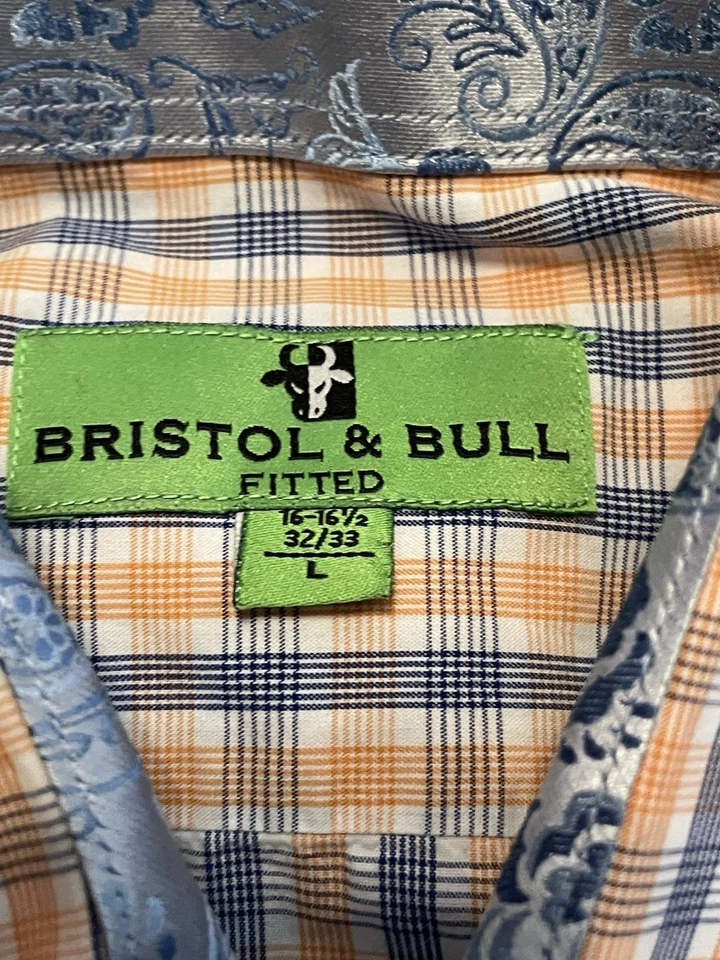 BRISTOL & BULL
FITTED
16-16½
32/33
L